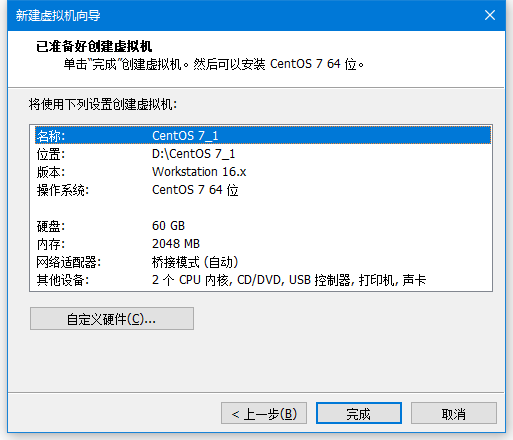 新建虚拟机向导
已准备好创建虚拟机
单击“完成”创建虚拟机。然后可以安装 CentOS 7 64 位。
将使用下列设置创建虚拟机:
名称: CentOS 7_1
位置: D:\CentOS 7_1
版本: Workstation 16.x
操作系统: CentOS 7 64 位
硬盘: 60 GB
内存: 2048 MB
网络适配器: 桥接模式 (自动)
其他设备: 2 个 CPU 内核, CD/DVD, USB 控制器, 打印机, 声卡
自定义硬件(C)...
< 上一步(B) 完成 取消